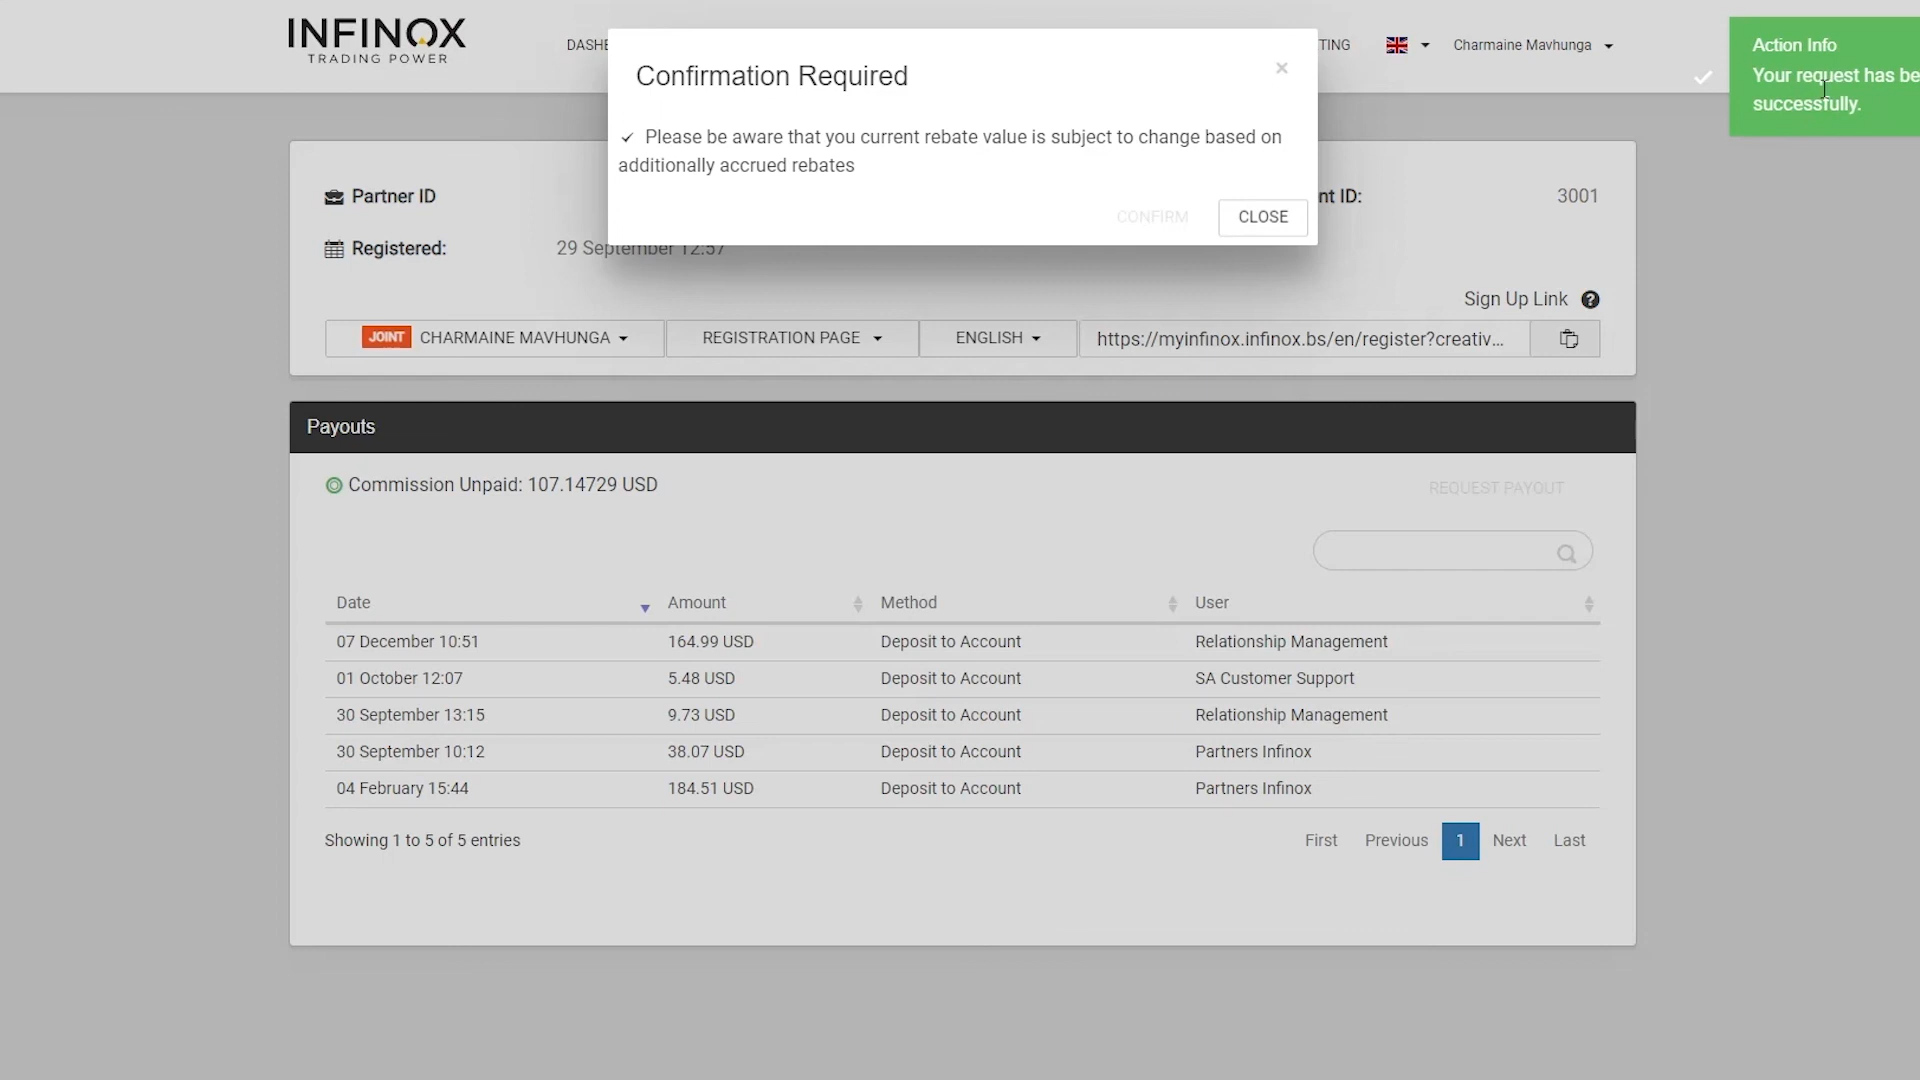 INFINOX
TRADING POWER
DASHB
TING
Charmaine Mavhunga
Action Info
Your request has be
successfully.
Confirmation Required
×
Please be aware that you current rebate value is subject to change based on
additionally accrued rebates
CONFIRM
CLOSE
Partner ID
nt ID:
3001
Registered:
29 September 12:57
Sign Up Link
JOINT CHARMAINE MAVHUNGA
REGISTRATION PAGE
ENGLISH
https://myinfinox.infinox.bs/en/register?creativ...
Payouts
Commission Unpaid: 107.14729 USD
REQUEST PAYOUT
Date Amount Method User
07 December 10:51 164.99 USD Deposit to Account Relationship Management
01 October 12:07 5.48 USD Deposit to Account SA Customer Support
30 September 13:15 9.73 USD Deposit to Account Relationship Management
30 September 10:12 38.07 USD Deposit to Account Partners Infinox
04 February 15:44 184.51 USD Deposit to Account Partners Infinox
Showing 1 to 5 of 5 entries
First Previous 1 Next Last